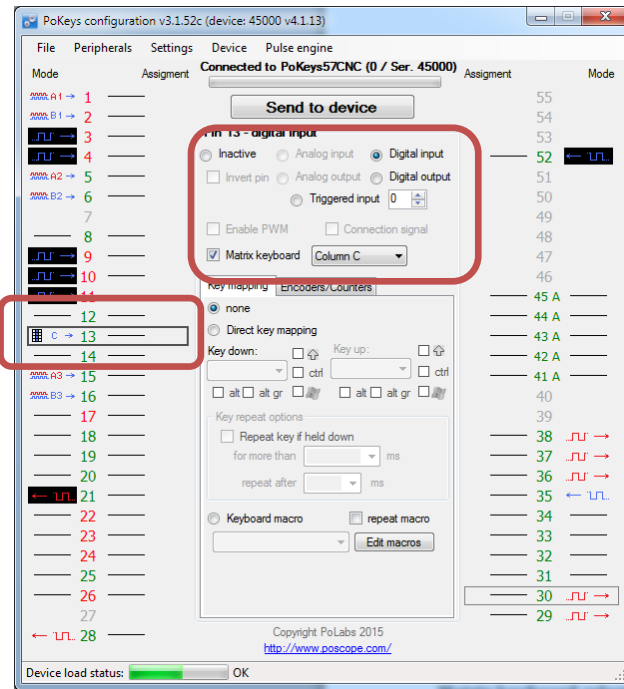 PoKeys configuration v3.1.52c (device: 45000 v4.1.13)
File Peripherals Settings Device Pulse engine
Mode Assigment Connected to PoKeys57CNC (0 / Ser. 45000) Assigment Mode
Send to device
Pin 13 - digital input
Inactive Analog input Digital input
Invert pin Analog output Digital output
Triggered input 0
Enable PWM Connection signal
Matrix keyboard Column C
Key mapping Encoders/Counters
none
Direct key mapping
Key down: Key up:
ctrl ctrl
alt alt gr alt alt gr
Key repeat options
Repeat key if held down
for more than ms
repeat after ms
Keyboard macro repeat macro
Edit macros
Copyright PoLabs 2015
http://www.poscope.com/
A1 1
B1 2
3
4
A2 5
B2 6
7
8
9
10
11
12
C 13
14
A3 15
B3 16
17
18
19
20
21
22
23
24
25
26
27
28
55
54
53
52
51
50
49
48
47
46
45 A
44 A
43 A
42 A
41 A
40
39
38
37
36
35
34
33
32
31
30
29
Device load status: OK